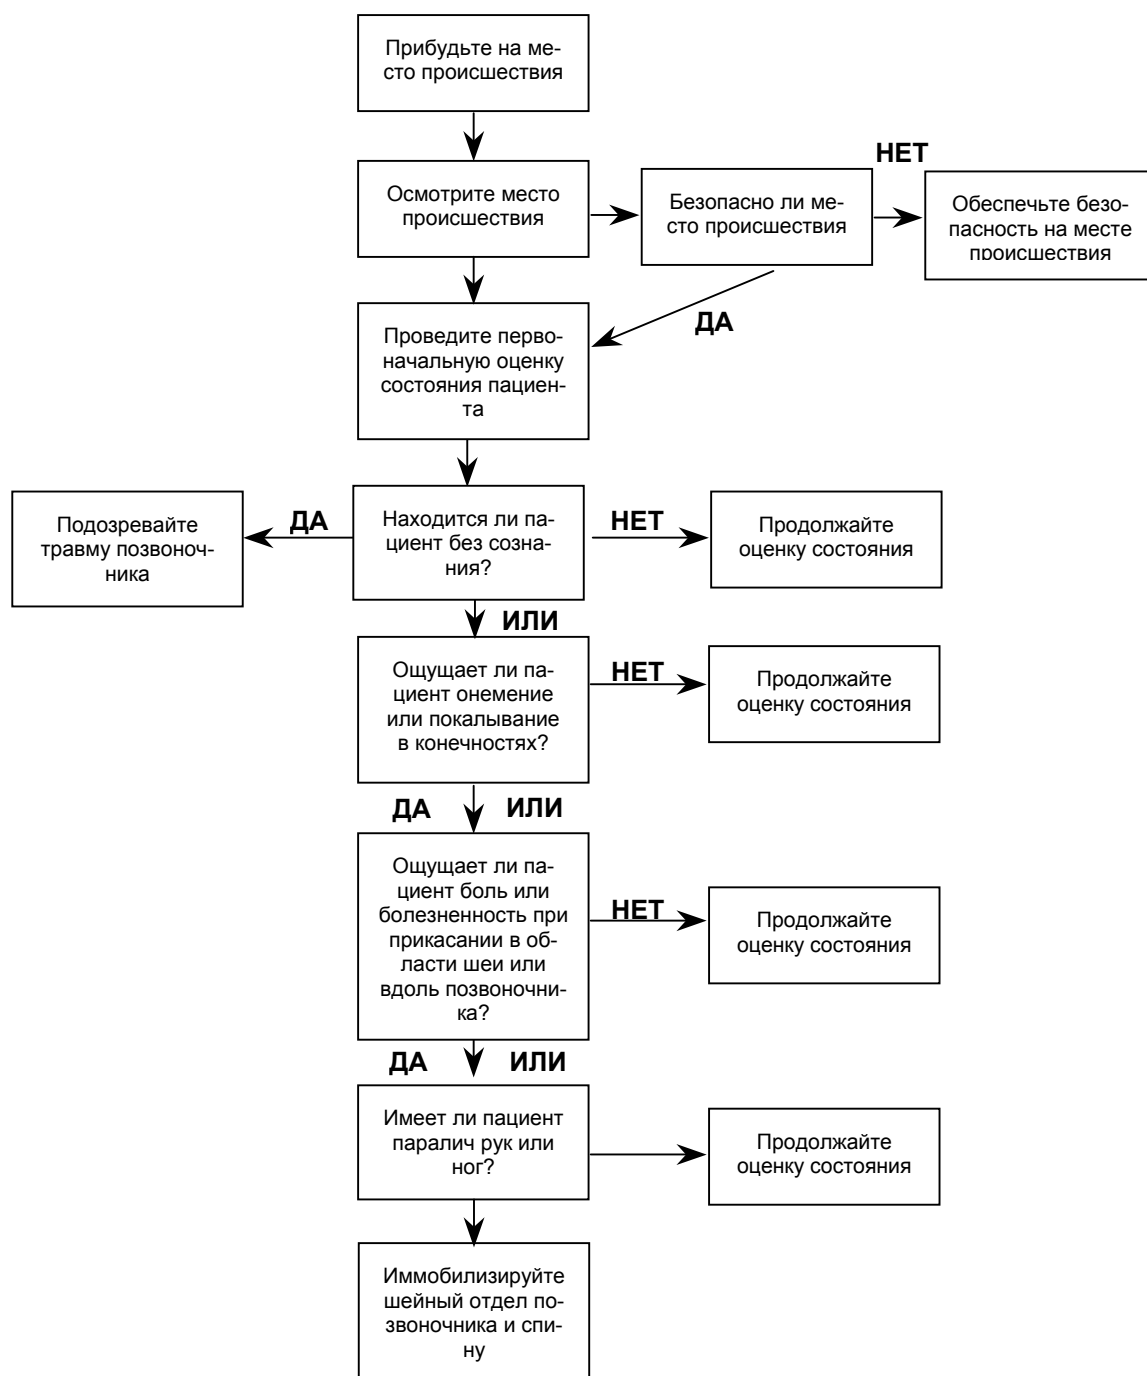 Прибудьте на ме-
сто происшествия
Осмотрите место
происшествия
Безопасно ли ме-
сто происшествия
НЕТ
Обеспечьте безо-
пасность на месте
происшествия
ДА
Проведите перво-
начальную оценку
состояния пациен-
та
Подозревайте
травму позвоноч-
ника
ДА
Находится ли па-
циент без созна-
ния?
НЕТ
Продолжайте
оценку состояния
ИЛИ
Ощущает ли па-
циент онемение
или покалывание
в конечностях?
НЕТ
Продолжайте
оценку состояния
ДА ИЛИ
Ощущает ли па-
циент боль или
болезненность при
прикасании в об-
ласти шеи или
вдоль позвоночни-
ка?
НЕТ
Продолжайте
оценку состояния
ДА ИЛИ
Имеет ли пациент
паралич рук или
ног?
Продолжайте
оценку состояния
Иммобилизируйте
шейный отдел по-
звоночника и спи-
ну